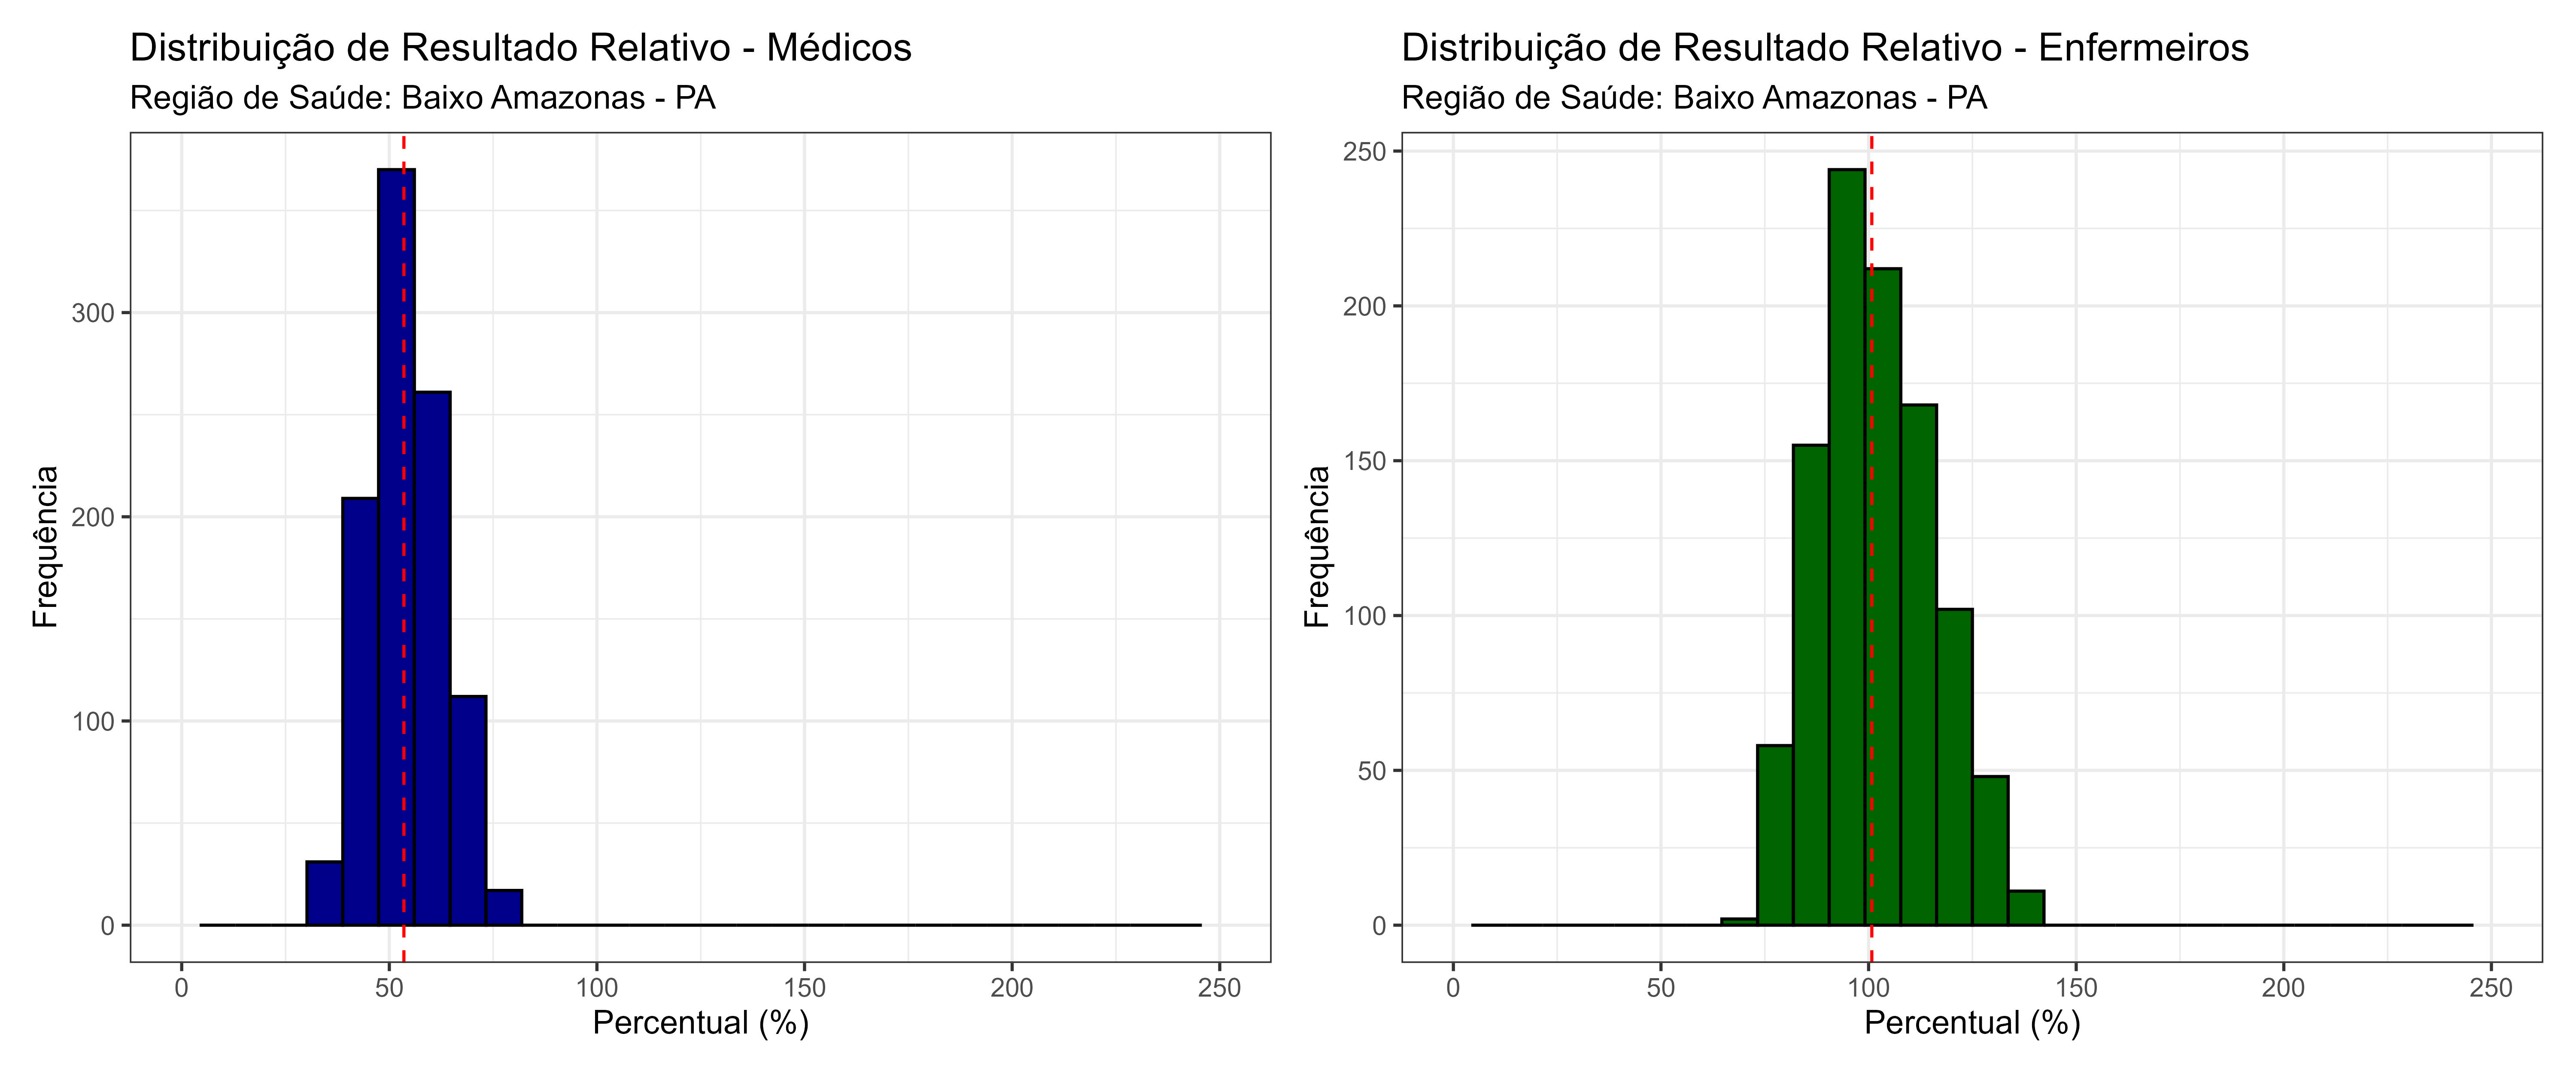 Distribuição de Resultado Relativo - Médicos
Região de Saúde: Baixo Amazonas - PA
Frequência
300
200
100
0
0 50 100 150 200 250
Percentual (%)
Distribuição de Resultado Relativo - Enfermeiros
Região de Saúde: Baixo Amazonas - PA
Frequência
250
200
150
100
50
0
0 50 100 150 200 250
Percentual (%)